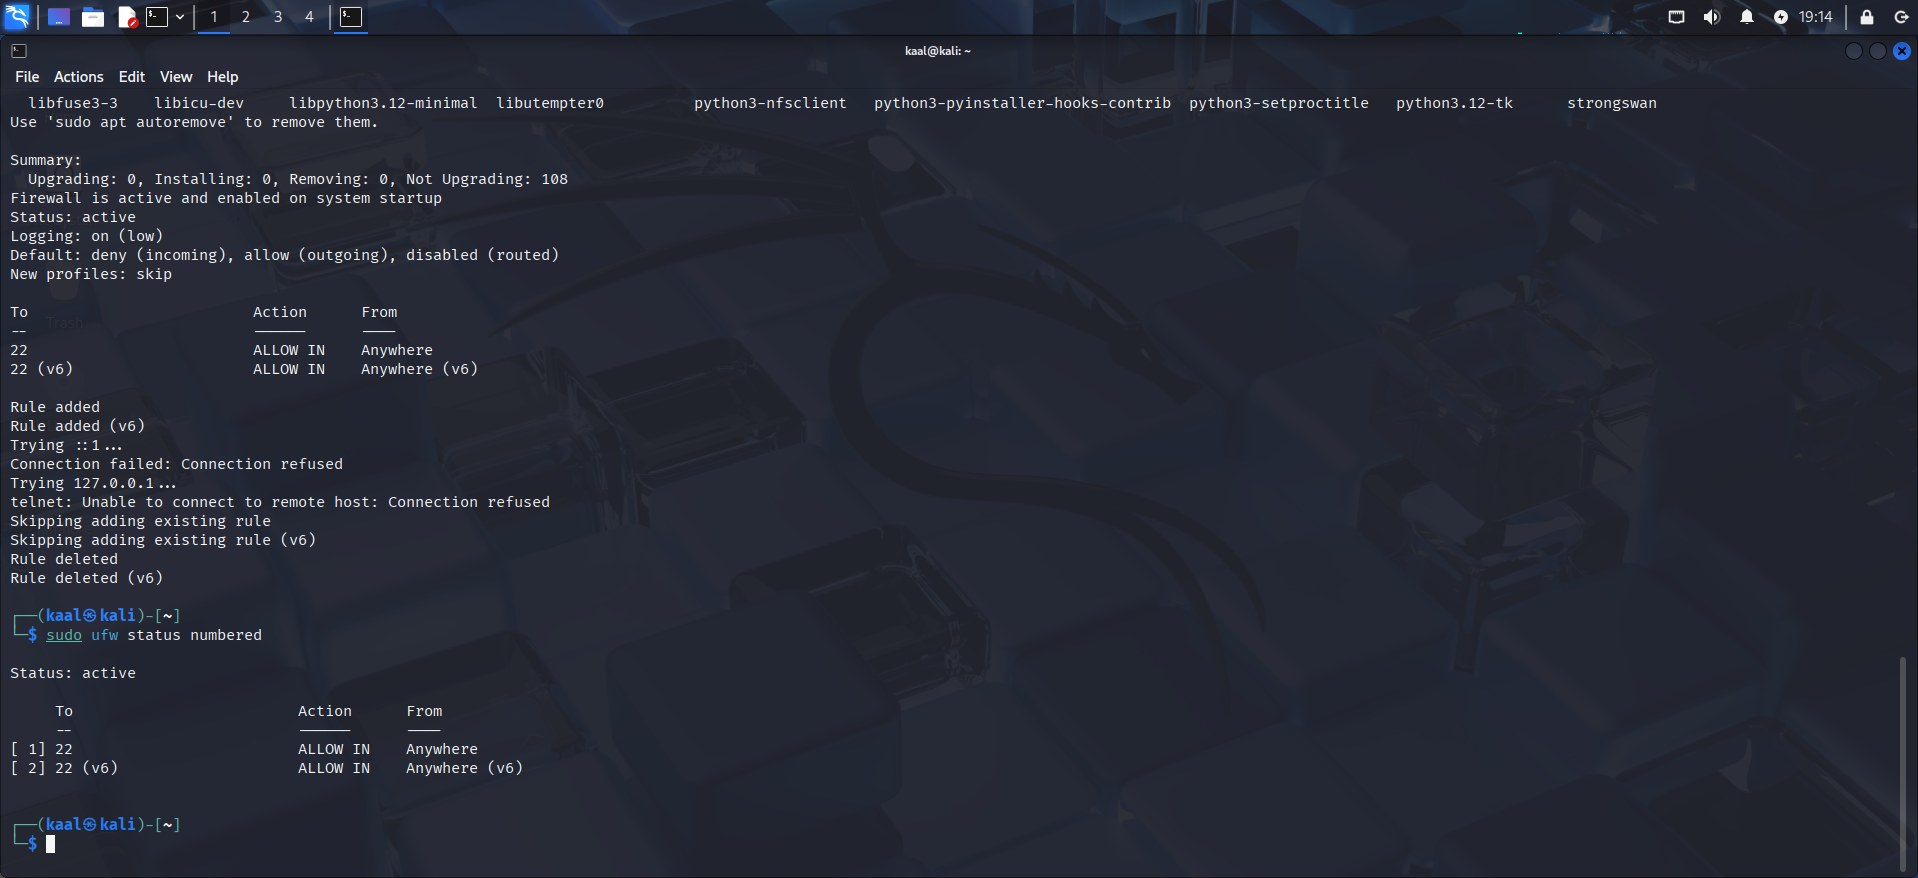 1 2 3 4 19:14
kaal@kali: ~
File Actions Edit View Help
libfuse3-3 libicu-dev libpython3.12-minimal libutempter0 python3-nfsclient python3-pyinstaller-hooks-contrib python3-setproctitle python3.12-tk strongswan
Use 'sudo apt autoremove' to remove them.
Summary:
Upgrading: 0, Installing: 0, Removing: 0, Not Upgrading: 108
Firewall is active and enabled on system startup
Status: active
Logging: on (low)
Default: deny (incoming), allow (outgoing), disabled (routed)
New profiles: skip
To Action From
-- ------ ----
22 ALLOW IN Anywhere
22 (v6) ALLOW IN Anywhere (v6)
Rule added
Rule added (v6)
Trying ::1...
Connection failed: Connection refused
Trying 127.0.0.1...
telnet: Unable to connect to remote host: Connection refused
Skipping adding existing rule
Skipping adding existing rule (v6)
Rule deleted
Rule deleted (v6)
┌──(kaal㉿kali)-[~]
└─$ sudo ufw status numbered
Status: active
To Action From
-- ------ ----
[ 1] 22 ALLOW IN Anywhere
[ 2] 22 (v6) ALLOW IN Anywhere (v6)
┌──(kaal㉿kali)-[~]
└─$
Trash